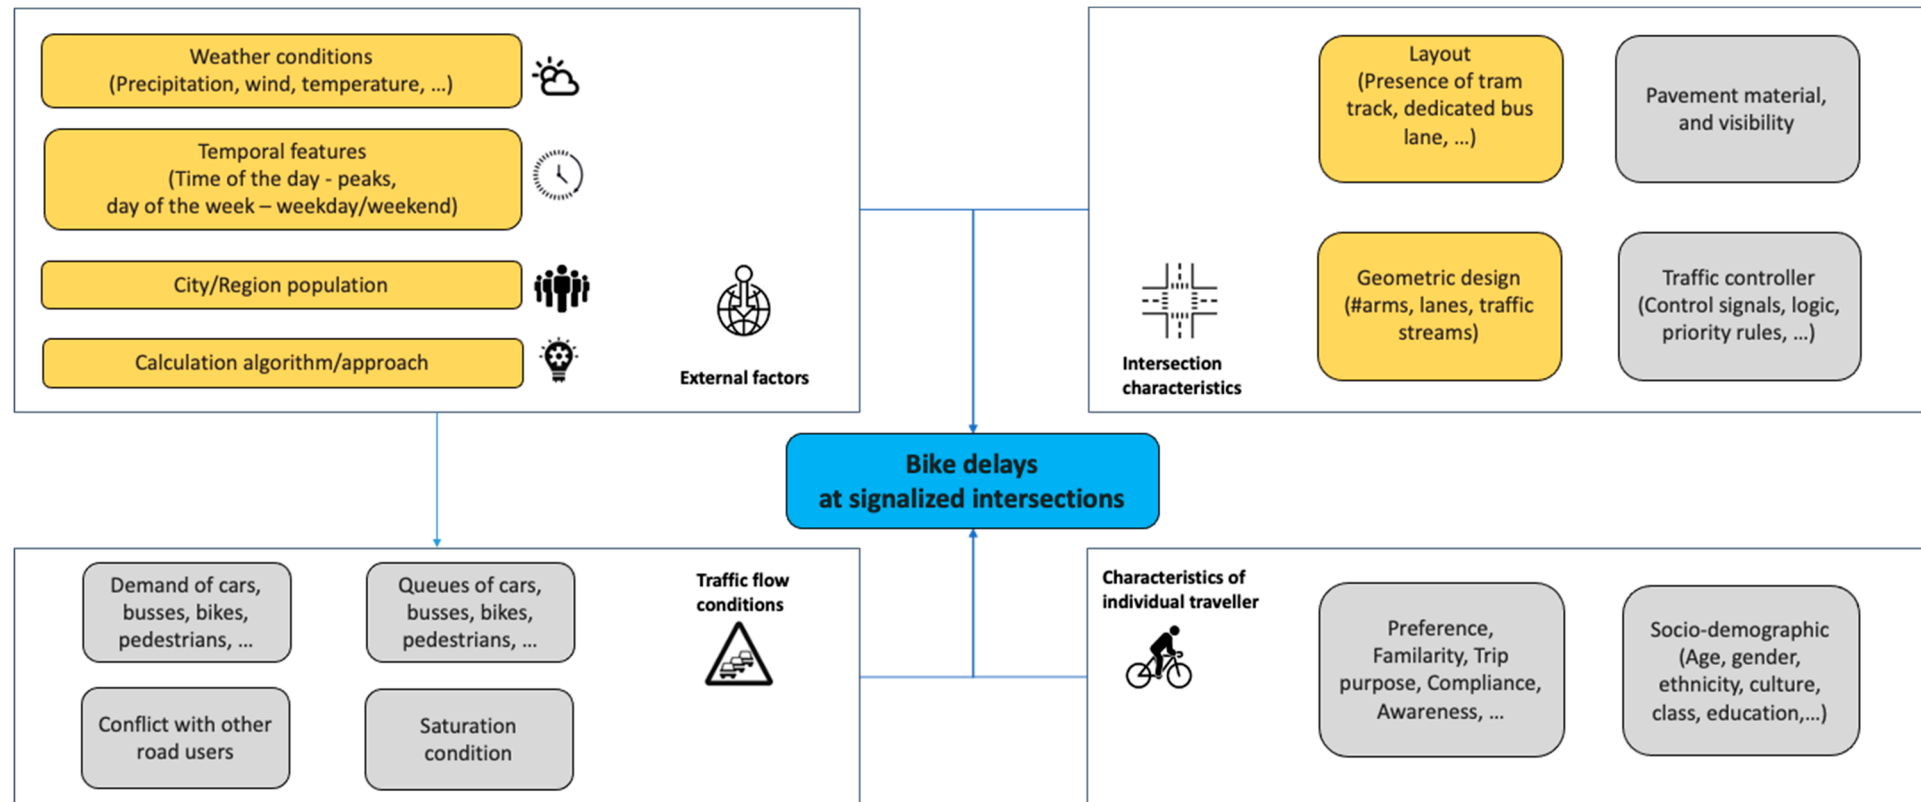 Weather conditions
(Precipitation, wind, temperature, ...)
Temporal features
(Time of the day - peaks,
day of the week – weekday/weekend)
City/Region population
Calculation algorithm/approach
External factors
Layout
(Presence of tram
track, dedicated bus
lane, ...)
Pavement material,
and visibility
Geometric design
(#arms, lanes, traffic
streams)
Traffic controller
(Control signals, logic,
priority rules, ...)
Intersection
characteristics
Bike delays
at signalized intersections
Demand of cars,
busses, bikes,
pedestrians, ...
Queues of cars,
busses, bikes,
pedestrians, ...
Conflict with other
road users
Saturation
condition
Traffic flow
conditions
Characteristics of
individual traveller
Preference,
Familarity, Trip
purpose, Compliance,
Awareness, ...
Socio-demographic
(Age, gender,
ethnicity, culture,
class, education,...)